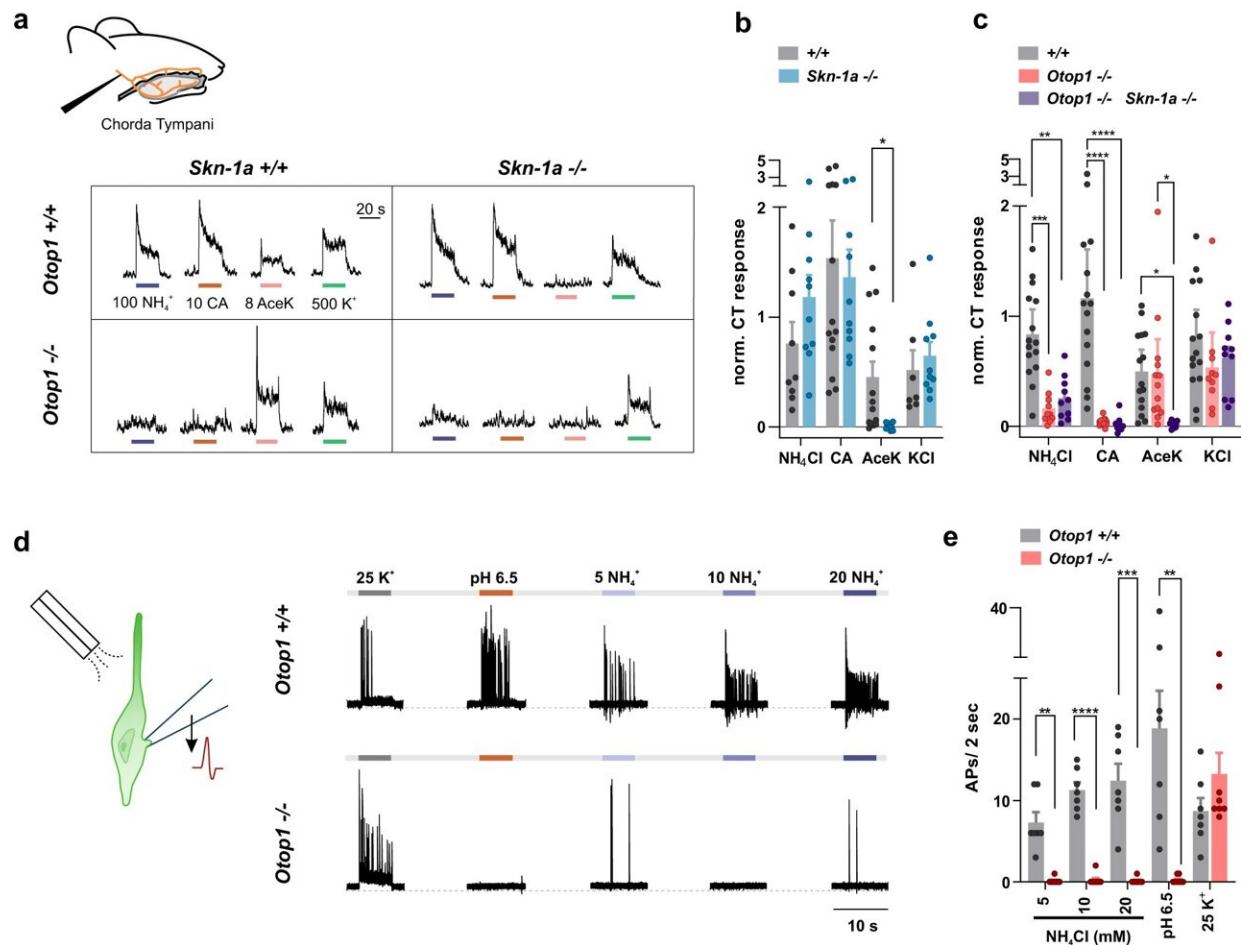 a
Chorda Tympani
Skn-1a +/+
Skn-1a -/-
Otop1 +/+
20 s
100 NH₄⁺
10 CA
8 AceK
500 K⁺
Otop1 -/-
b
+/+
Skn-1a -/-
*
5
3
2
1
0
norm. CT response
NH₄Cl
CA
AceK
KCl
c
+/+
Otop1 -/-
Otop1 -/- Skn-1a -/-
**
***
****
****
*
*
5
3
2
1
0
norm. CT response
NH₄Cl
CA
AceK
KCl
d
25 K⁺
pH 6.5
5 NH₄⁺
10 NH₄⁺
20 NH₄⁺
Otop1 +/+
Otop1 -/-
10 s
e
Otop1 +/+
Otop1 -/-
**
****
***
**
40
20
10
0
APs/ 2 sec
5
10
20
pH 6.5
25 K⁺
NH₄Cl (mM)